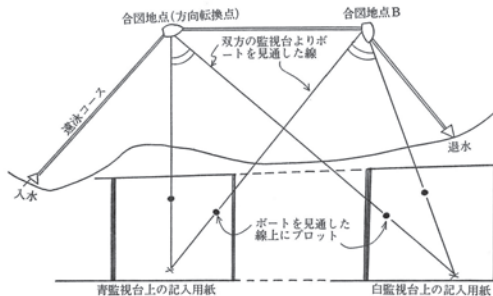 合図地点(方向転換点)
合図地点B
双方の監視台よりボ
ートを見通した線
遠泳コース
入水
退水
ボートを見通した
線上にプロット
青監視台上の記入用紙
白監視台上の記入用紙